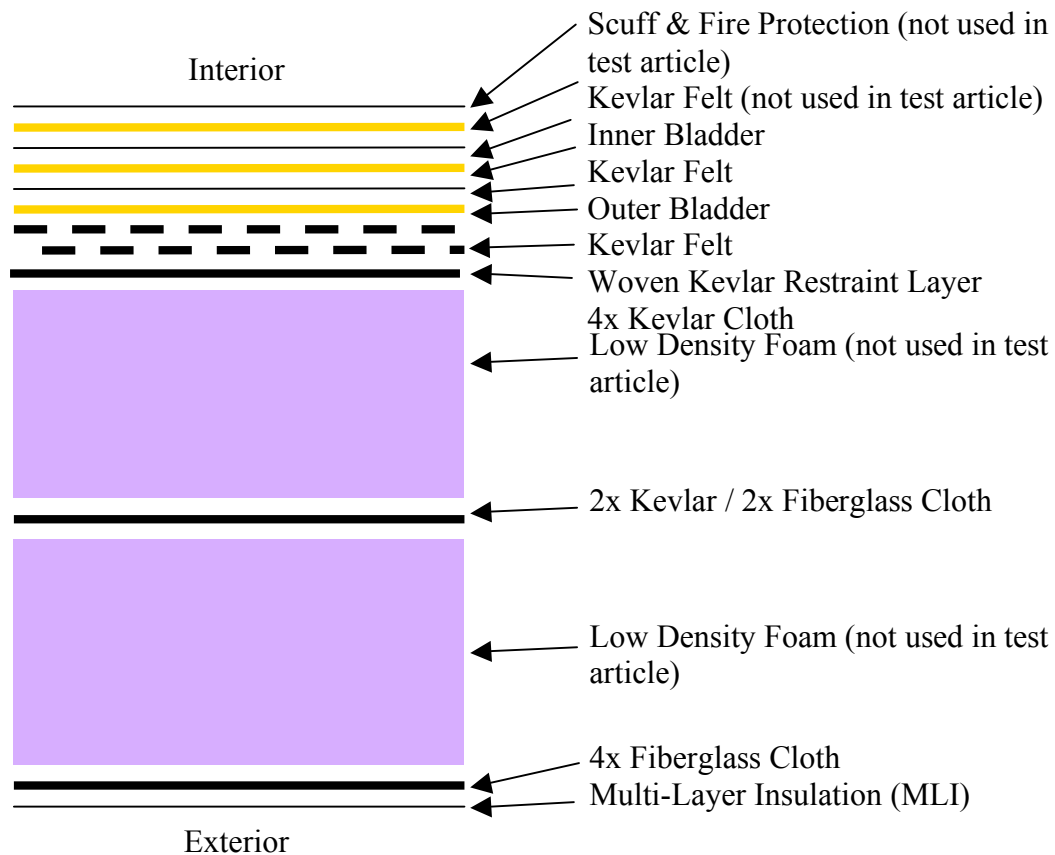 Interior
Scuff & Fire Protection (not used in
test article)
Kevlar Felt (not used in test article)
Inner Bladder
Kevlar Felt
Outer Bladder
Kevlar Felt
Woven Kevlar Restraint Layer
4x Kevlar Cloth
Low Density Foam (not used in test
article)
2x Kevlar / 2x Fiberglass Cloth
Low Density Foam (not used in test
article)
4x Fiberglass Cloth
Multi-Layer Insulation (MLI)
Exterior